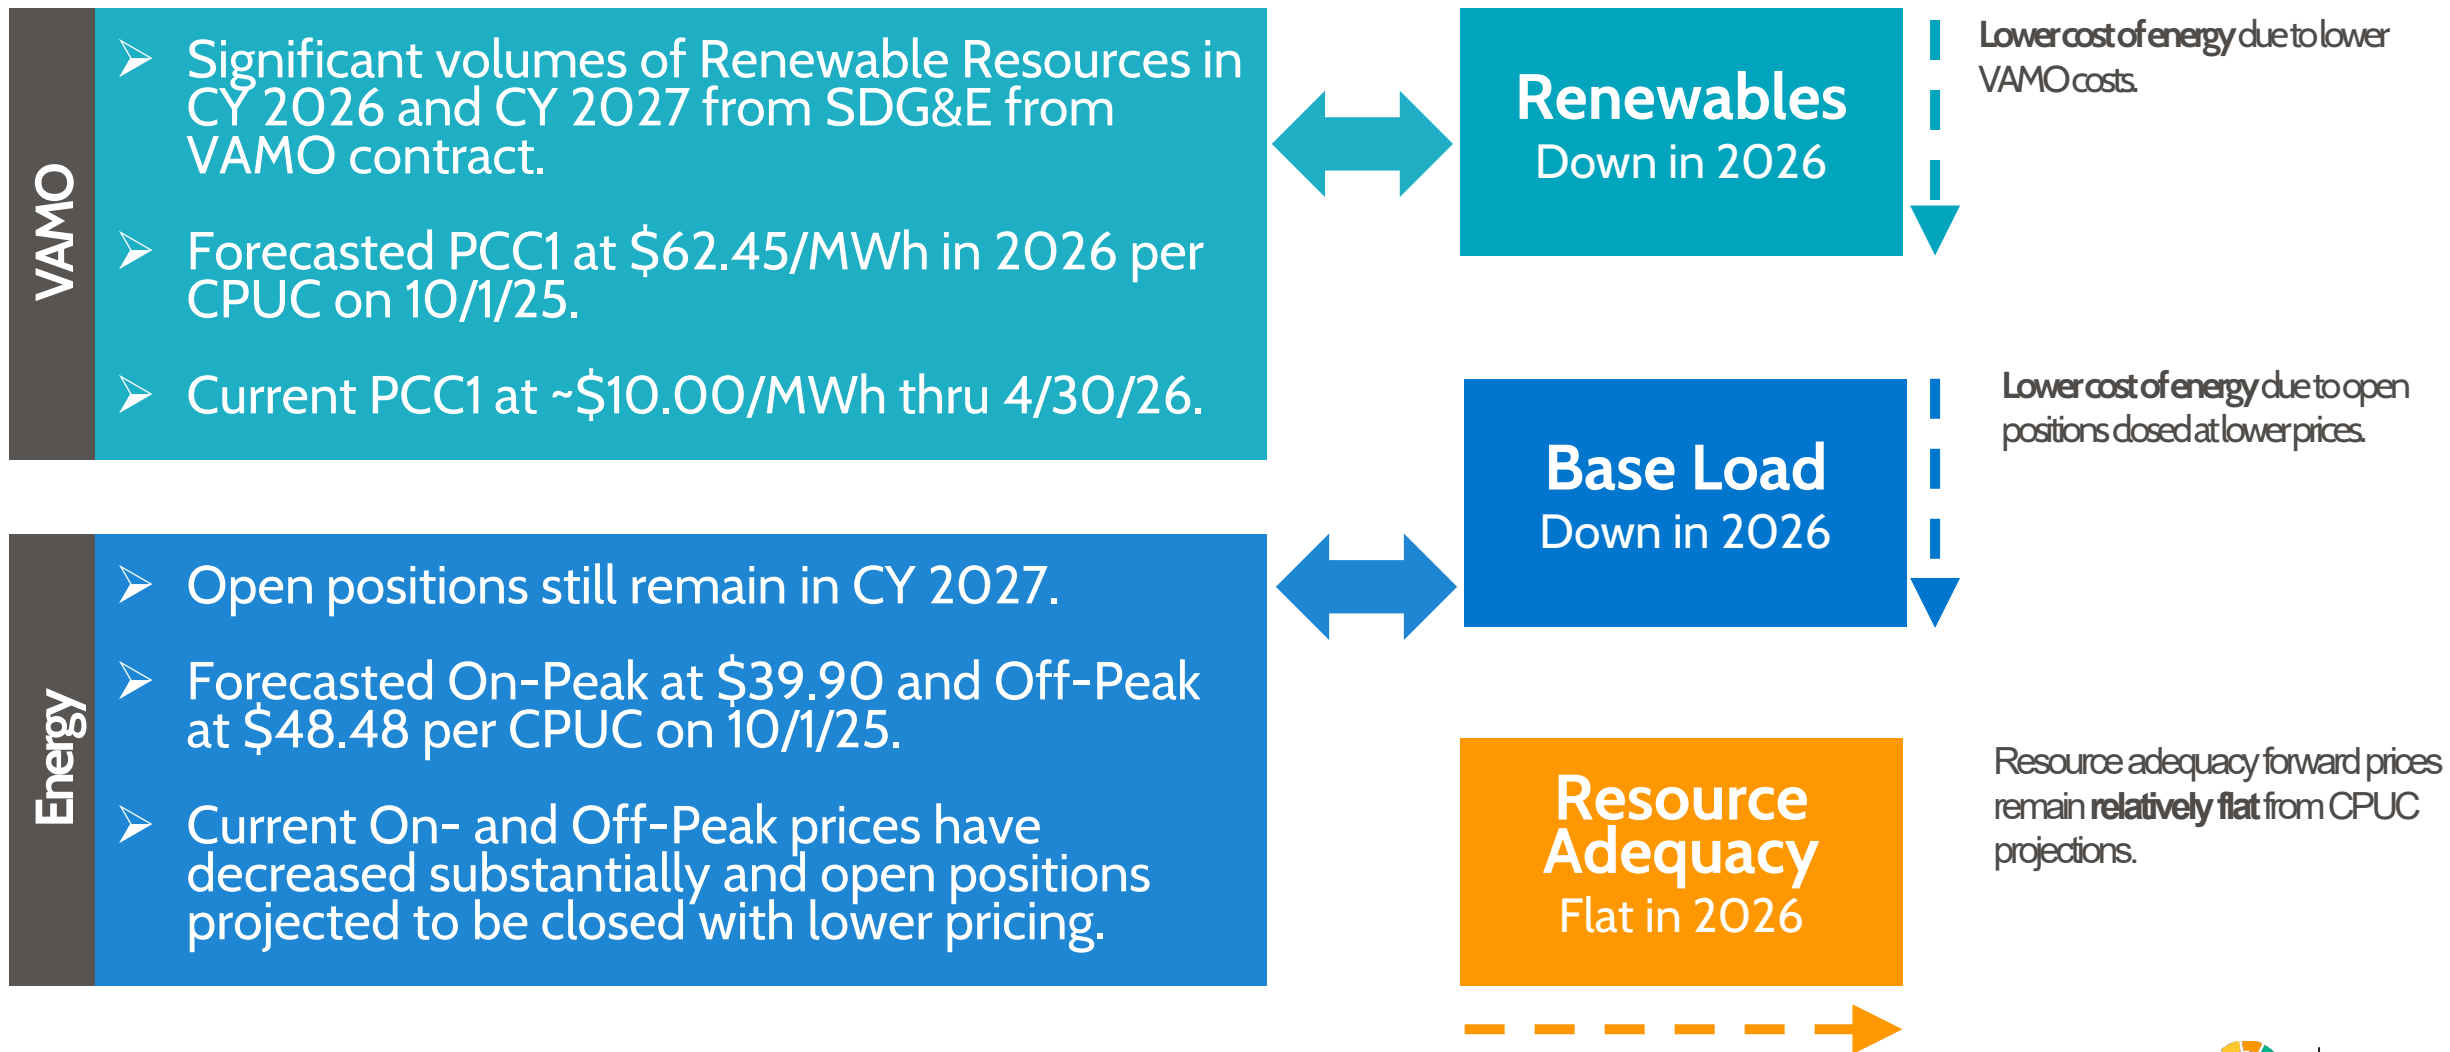 VAMO
➢ Significant volumes of Renewable Resources in
CY 2026 and CY 2027 from SDG&E from
VAMO contract.
➢ Forecasted PCC1 at $62.45/MWh in 2026 per
CPUC on 10/1/25.
➢ Current PCC1 at ~$10.00/MWh thru 4/30/26.
Renewables
Down in 2026
Lower cost of energy due to lower
VAMO costs.
Energy
➢ Open positions still remain in CY 2027.
➢ Forecasted On-Peak at $39.90 and Off-Peak
at $48.48 per CPUC on 10/1/25.
➢ Current On- and Off-Peak prices have
decreased substantially and open positions
projected to be closed with lower pricing.
Base Load
Down in 2026
Lower cost of energy due to open
positions closed at lower prices.
Resource
Adequacy
Flat in 2026
Resource adequacy forward prices
remain relatively flat from CPUC
projections.